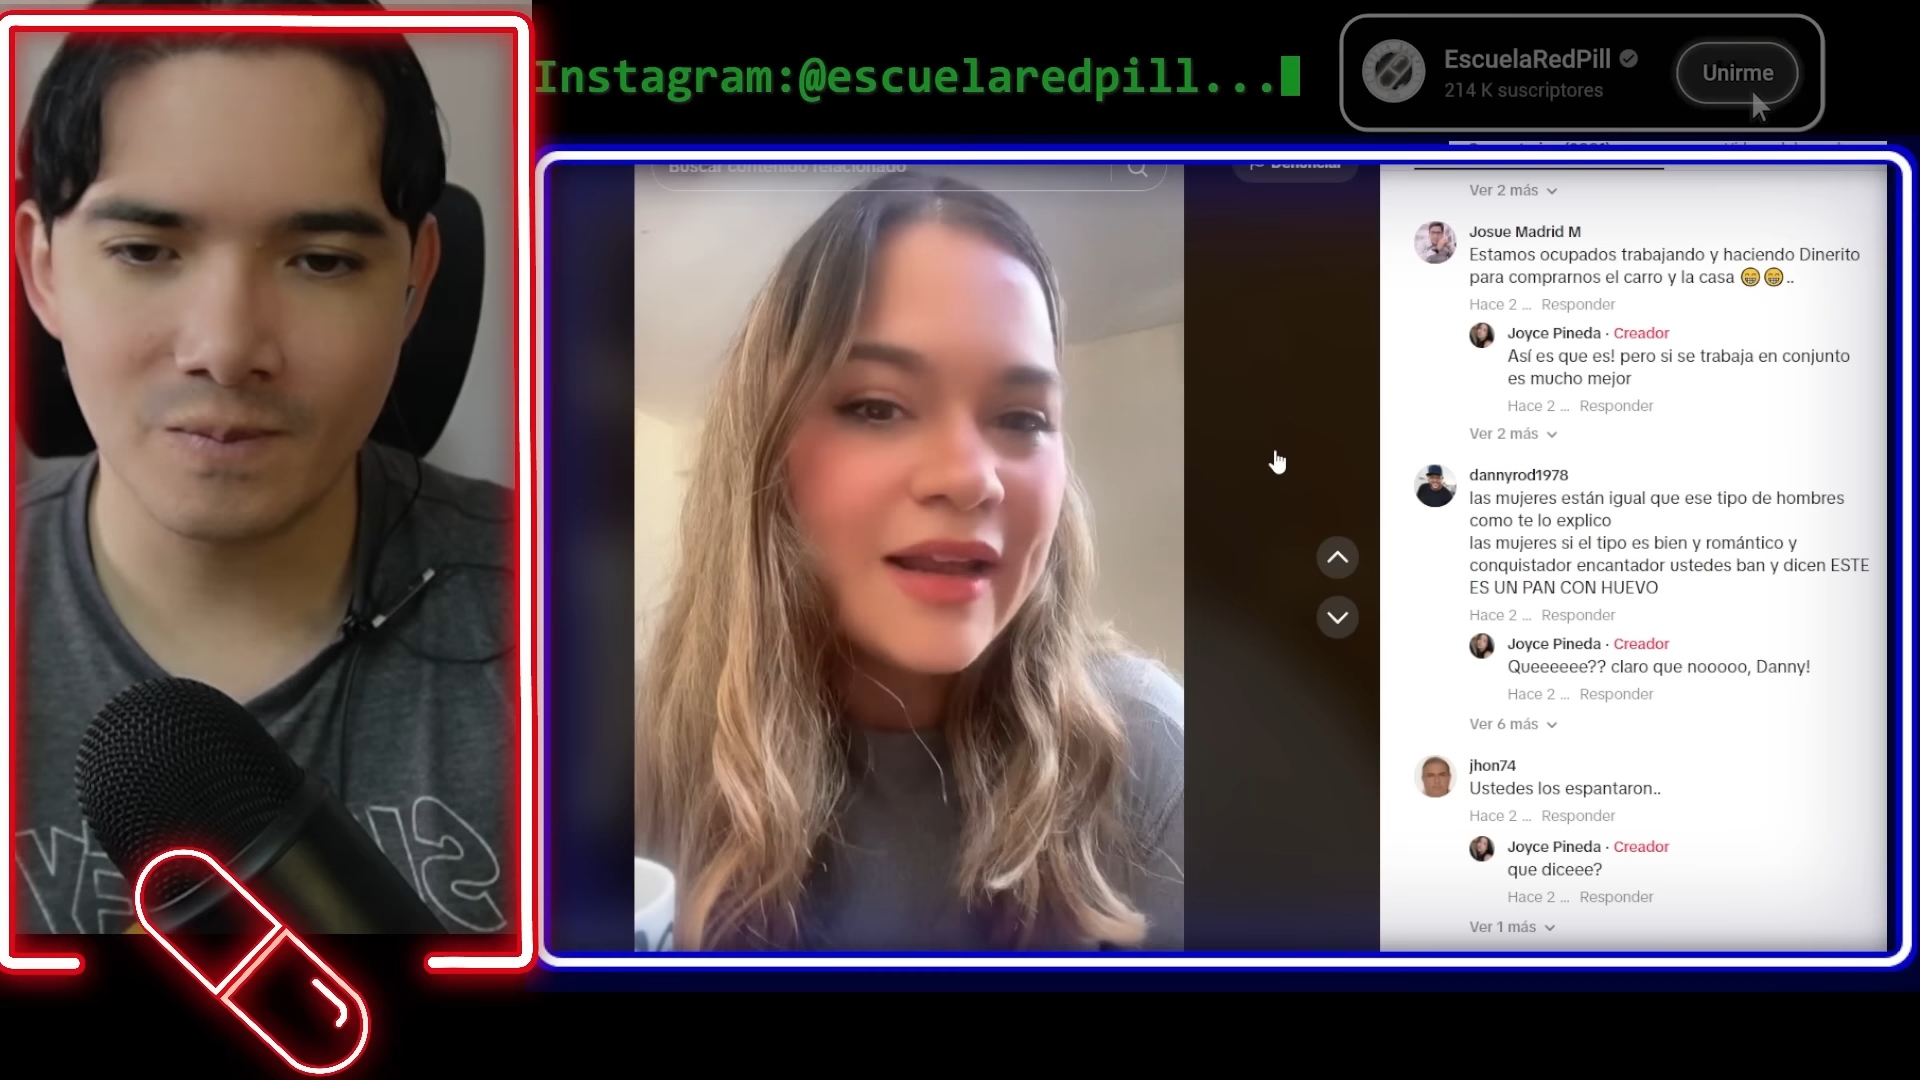 Instagram:@escuelaredpill...
EscuelaRedPill
214 K suscriptores
Unirme
Buscar contenido relacionado
Denunciar
Ver 2 más
Josue Madrid M
Estamos ocupados trabajando y haciendo Dinerito
para comprarnos el carro y la casa 😁😁..
Hace 2 ... Responder
Joyce Pineda · Creador
Así es que es! pero si se trabaja en conjunto
es mucho mejor
Hace 2 ... Responder
Ver 2 más
dannyrod1978
las mujeres están igual que ese tipo de hombres
como te lo explico
las mujeres si el tipo es bien y romántico y
conquistador encantador ustedes ban y dicen ESTE
ES UN PAN CON HUEVO
Hace 2 ... Responder
Joyce Pineda · Creador
Queeeeee?? claro que nooooo, Danny!
Hace 2 ... Responder
Ver 6 más
jhon74
Ustedes los espantaron..
Hace 2 ... Responder
Joyce Pineda · Creador
que diceee?
Hace 2 ... Responder
Ver 1 más